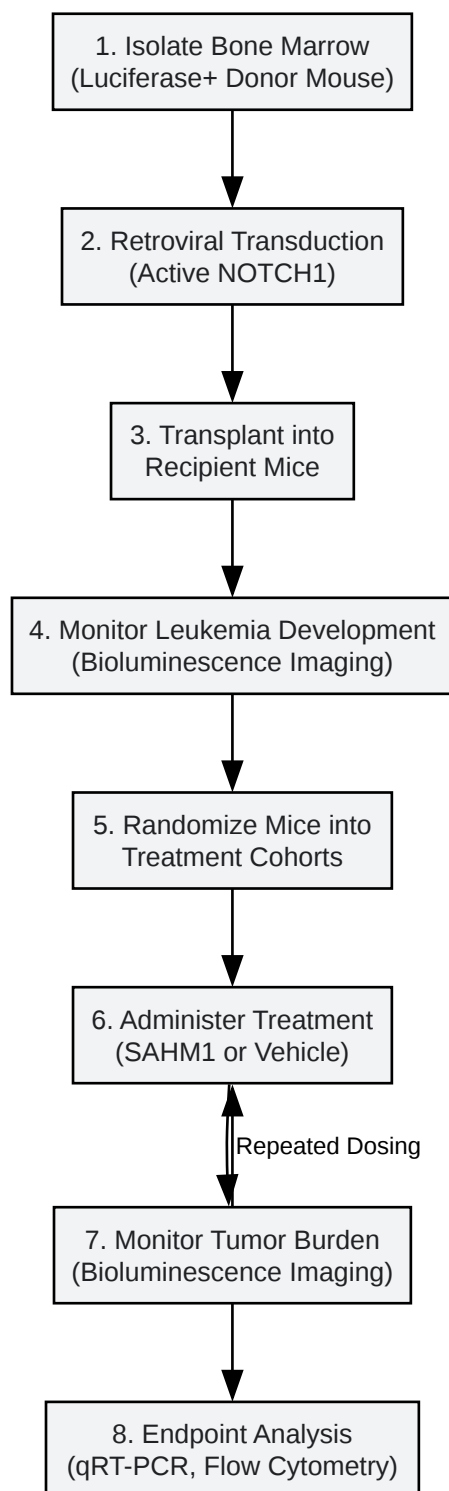 1. Isolate Bone Marrow
(Luciferase+ Donor Mouse)
2. Retroviral Transduction
(Active NOTCH1)
3. Transplant into
Recipient Mice
4. Monitor Leukemia Development
(Bioluminescence Imaging)
5. Randomize Mice into
Treatment Cohorts
6. Administer Treatment
(SAHM1 or Vehicle)
Repeated Dosing
7. Monitor Tumor Burden
(Bioluminescence Imaging)
8. Endpoint Analysis
(qRT-PCR, Flow Cytometry)